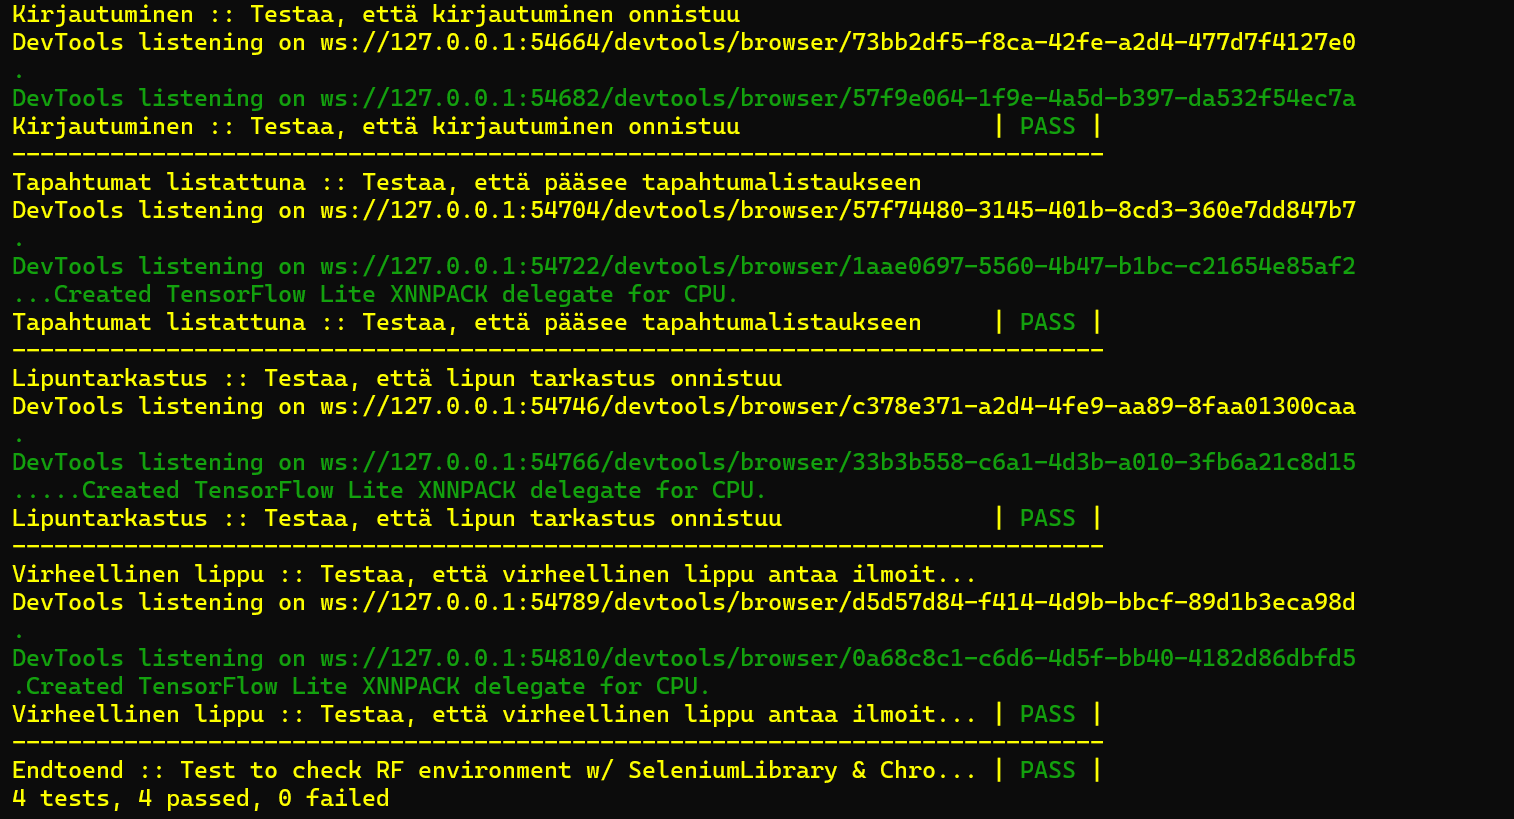 Kirjautuminen :: Testaa, että kirjautuminen onnistuu
DevTools listening on ws://127.0.0.1:54664/devtools/browser/73bb2df5-f8ca-42fe-a2d4-477d7f4127e0
.
DevTools listening on ws://127.0.0.1:54682/devtools/browser/57f9e064-1f9e-4a5d-b397-da532f54ec7a
Kirjautuminen :: Testaa, että kirjautuminen onnistuu                  | PASS |
------------------------------------------------------------------------------
Tapahtumat listattuna :: Testaa, että pääsee tapahtumalistaukseen
DevTools listening on ws://127.0.0.1:54704/devtools/browser/57f74480-3145-401b-8cd3-360e7dd847b7
.
DevTools listening on ws://127.0.0.1:54722/devtools/browser/1aae0697-5560-4b47-b1bc-c21654e85af2
...Created TensorFlow Lite XNNPACK delegate for CPU.
Tapahtumat listattuna :: Testaa, että pääsee tapahtumalistaukseen     | PASS |
------------------------------------------------------------------------------
Lipuntarkastus :: Testaa, että lipun tarkastus onnistuu
DevTools listening on ws://127.0.0.1:54746/devtools/browser/c378e371-a2d4-4fe9-aa89-8faa01300caa
.
DevTools listening on ws://127.0.0.1:54766/devtools/browser/33b3b558-c6a1-4d3b-a010-3fb6a21c8d15
.....Created TensorFlow Lite XNNPACK delegate for CPU.
Lipuntarkastus :: Testaa, että lipun tarkastus onnistuu               | PASS |
------------------------------------------------------------------------------
Virheellinen lippu :: Testaa, että virheellinen lippu antaa ilmoit...
DevTools listening on ws://127.0.0.1:54789/devtools/browser/d5d57d84-f414-4d9b-bbcf-89d1b3eca98d
.
DevTools listening on ws://127.0.0.1:54810/devtools/browser/0a68c8c1-c6d6-4d5f-bb40-4182d86dbfd5
.Created TensorFlow Lite XNNPACK delegate for CPU.
Virheellinen lippu :: Testaa, että virheellinen lippu antaa ilmoit... | PASS |
------------------------------------------------------------------------------
Endtoend :: Test to check RF environment w/ SeleniumLibrary & Chro... | PASS |
4 tests, 4 passed, 0 failed